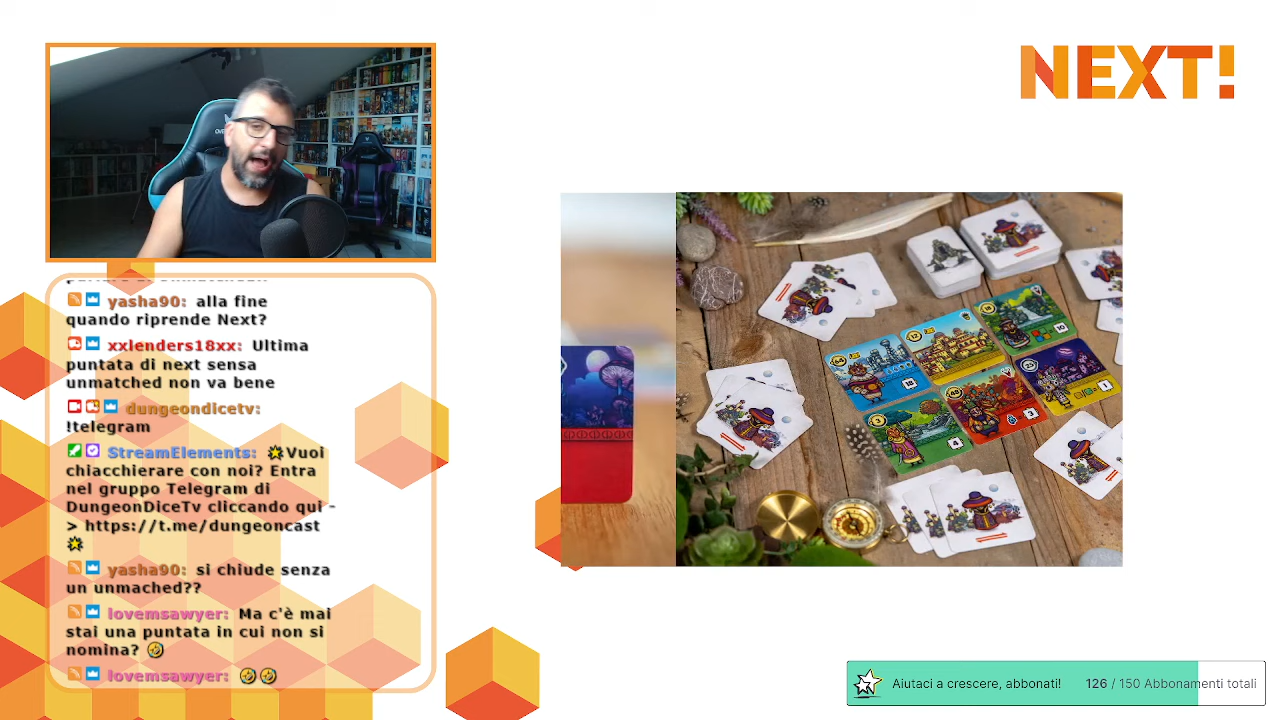 NEXT!
yasha90: alla fine
quando riprende Next?
xxlenders18xx: Ultima
puntata di next sensa
unmatched non va bene
dungeondicetv:
!telegram
StreamElements: Vuoi
chiacchierare con noi? Entra
nel gruppo Telegram di
DungeonDiceTv cliccando qui -
> https://t.me/dungeoncast
yasha90: si chiude senza
un unmached??
lovemsawyer: Ma c'è mai
stai una puntata in cui non si
nomina?
lovemsawyer:
Aiutaci a crescere, abbonati! 126 / 150 Abbonamenti totali